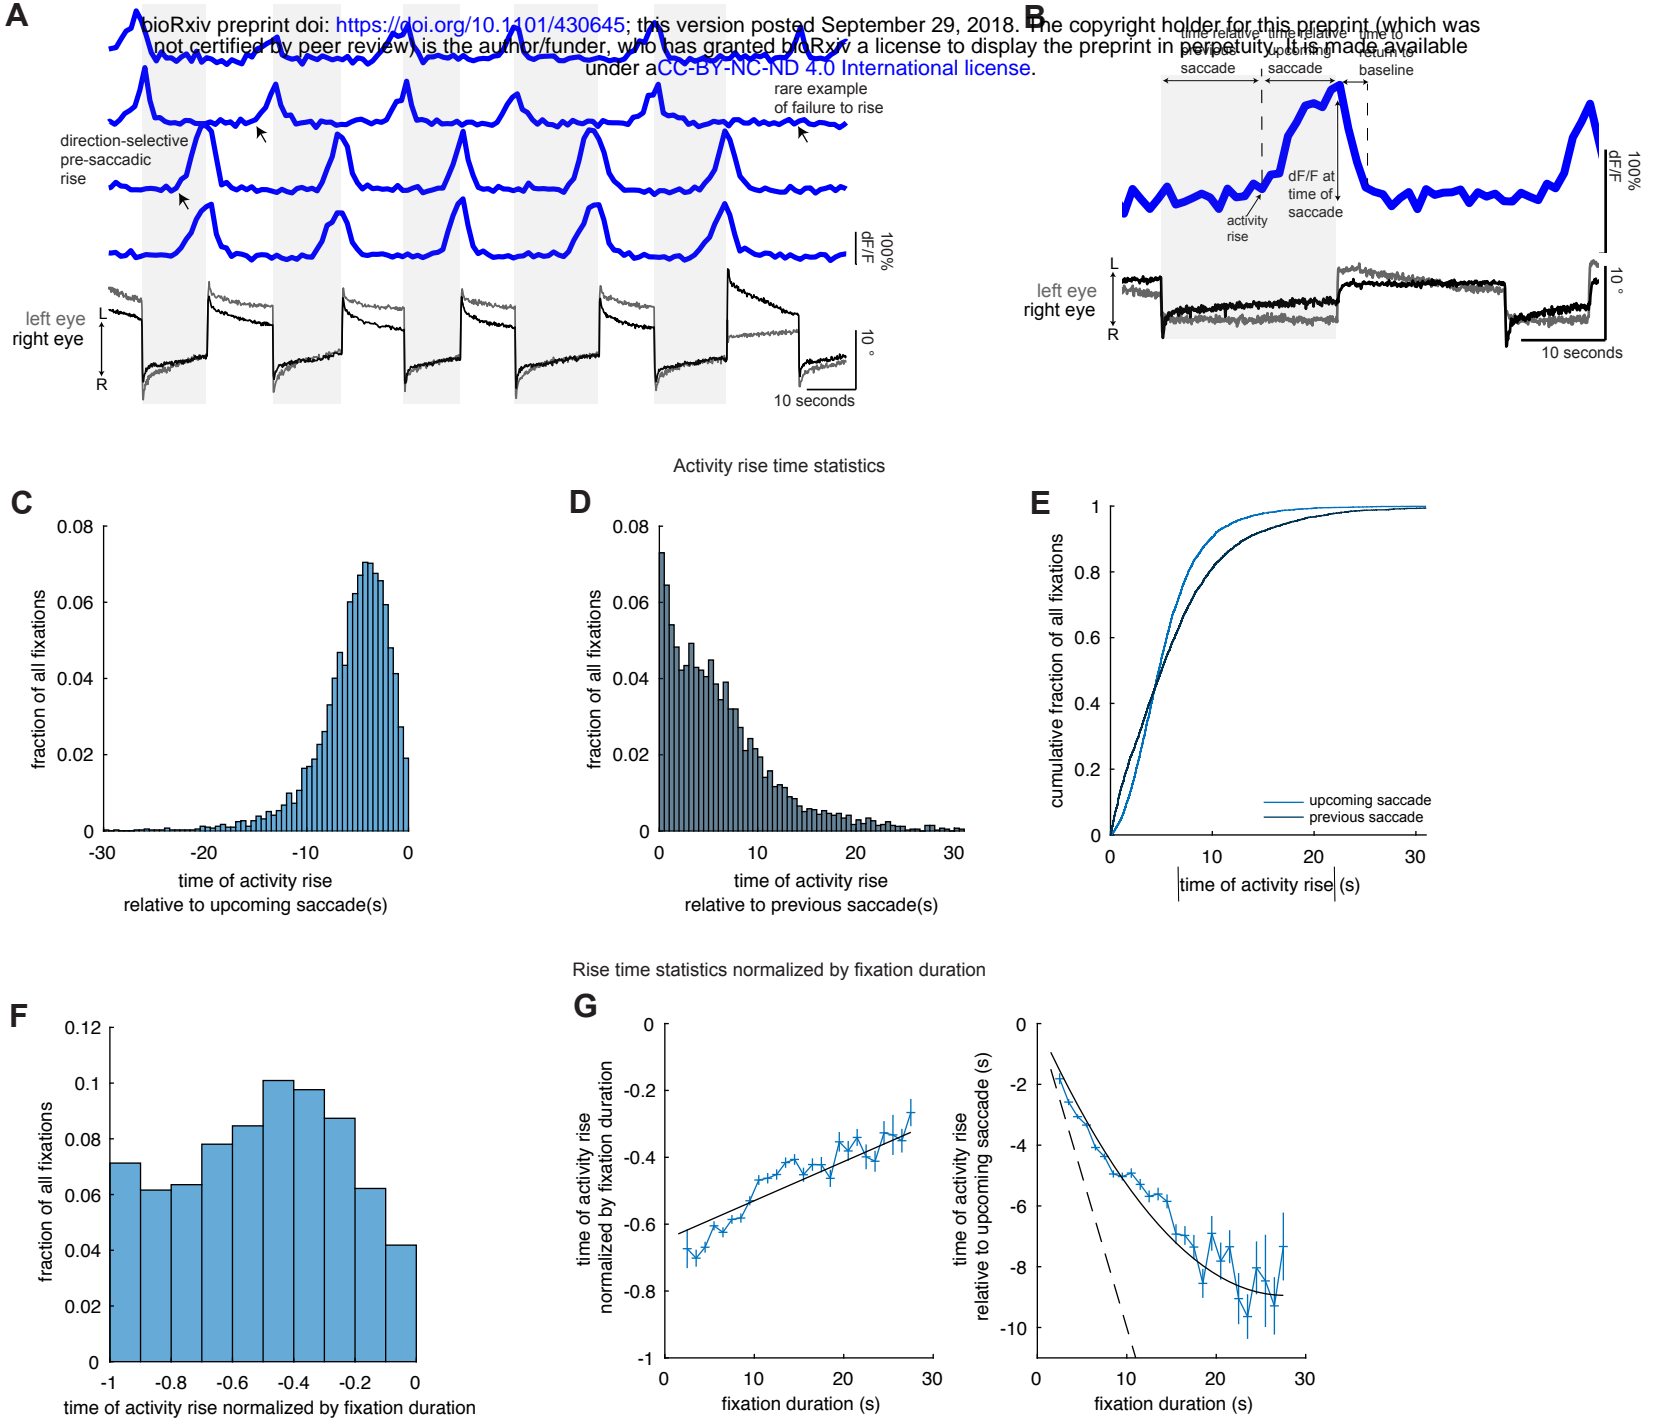 A
B
bioRxiv preprint doi: https://doi.org/10.1101/430645; this version posted September 29, 2018. The copyright holder for this preprint (which was
not certified by peer review) is the author/funder, who has granted bioRxiv a license to display the preprint in perpetuity. It is made available
under aCC-BY-NC-ND 4.0 International license.
time relative
previous
saccade
time relative
upcoming
saccade
time to
return to
baseline
rare example
of failure to rise
direction-selective
pre-saccadic
rise
100%
dF/F
left eye
right eye
L
R
10 °
10 seconds
activity
rise
dF/F at
time of
saccade
100%
dF/F
left eye
right eye
L
R
10 °
10 seconds
Activity rise time statistics
C
fraction of all fixations
0.08
0.06
0.04
0.02
0
-30
-20
-10
0
time of activity rise
relative to upcoming saccade(s)
D
fraction of all fixations
0.08
0.06
0.04
0.02
0
0
10
20
30
time of activity rise
relative to previous saccade(s)
E
cumulative fraction of all fixations
1
0.8
0.6
0.4
0.2
0
upcoming saccade
previous saccade
0
10
20
30
|time of activity rise| (s)
Rise time statistics normalized by fixation duration
F
fraction of all fixations
0.12
0.1
0.08
0.06
0.04
0.02
0
-1
-0.8
-0.6
-0.4
-0.2
0
time of activity rise normalized by fixation duration
G
time of activity rise
normalized by fixation duration
0
-0.2
-0.4
-0.6
-0.8
-1
0
10
20
30
fixation duration (s)
time of activity rise
relative to upcoming saccade (s)
0
-2
-4
-6
-8
-10
0
10
20
30
fixation duration (s)